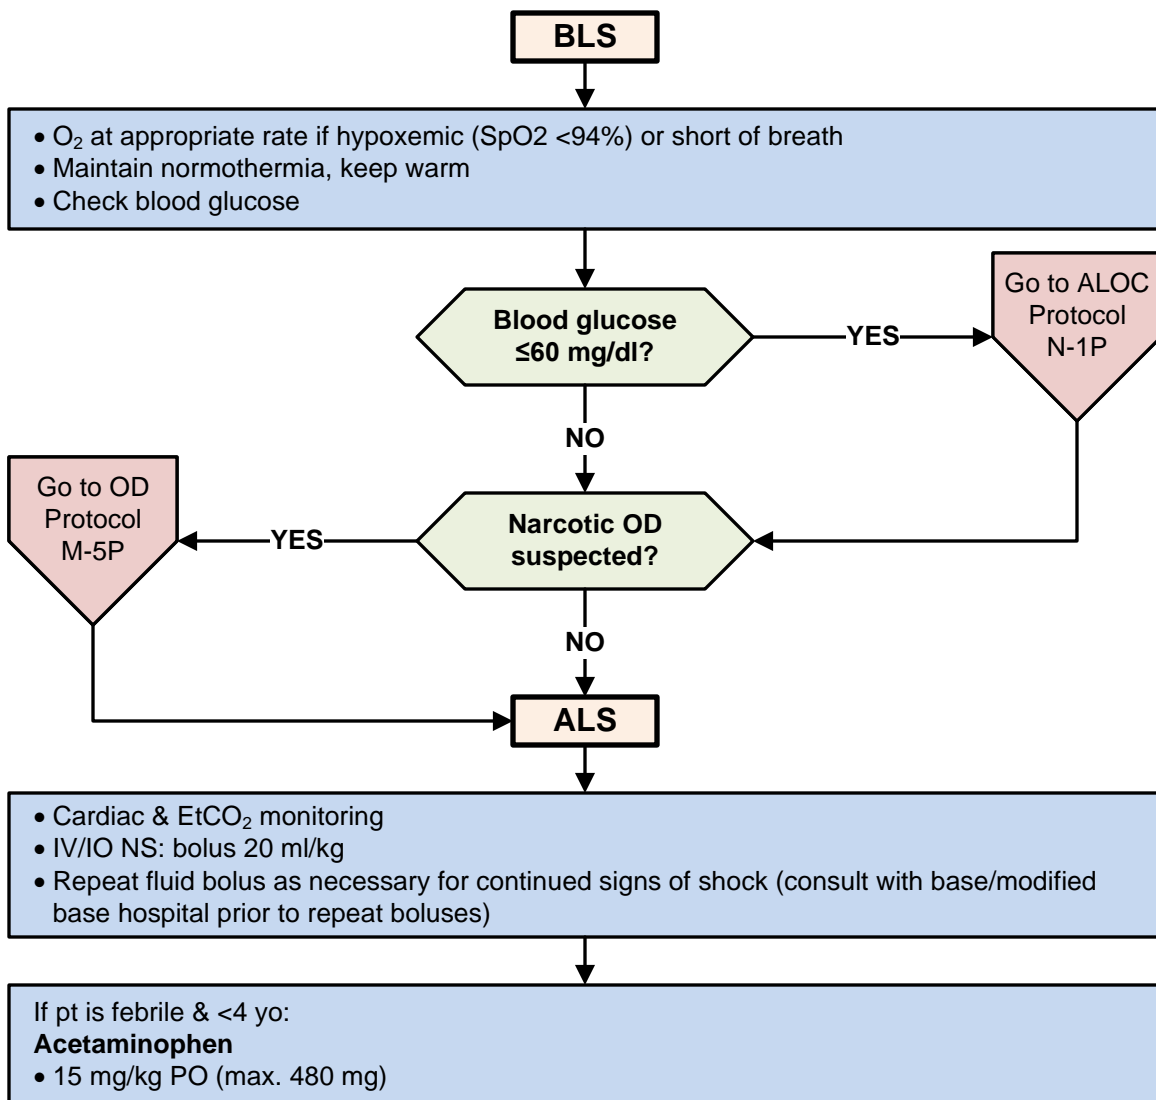 BLS
• O₂ at appropriate rate if hypoxemic (SpO2 <94%) or short of breath
• Maintain normothermia, keep warm
• Check blood glucose
Blood glucose
≤60 mg/dl?
YES
Go to ALOC
Protocol
N-1P
NO
Go to OD
Protocol
M-5P
YES
Narcotic OD
suspected?
NO
ALS
• Cardiac & EtCO₂ monitoring
• IV/IO NS: bolus 20 ml/kg
• Repeat fluid bolus as necessary for continued signs of shock (consult with base/modified
base hospital prior to repeat boluses)
If pt is febrile & <4 yo:
Acetaminophen
• 15 mg/kg PO (max. 480 mg)